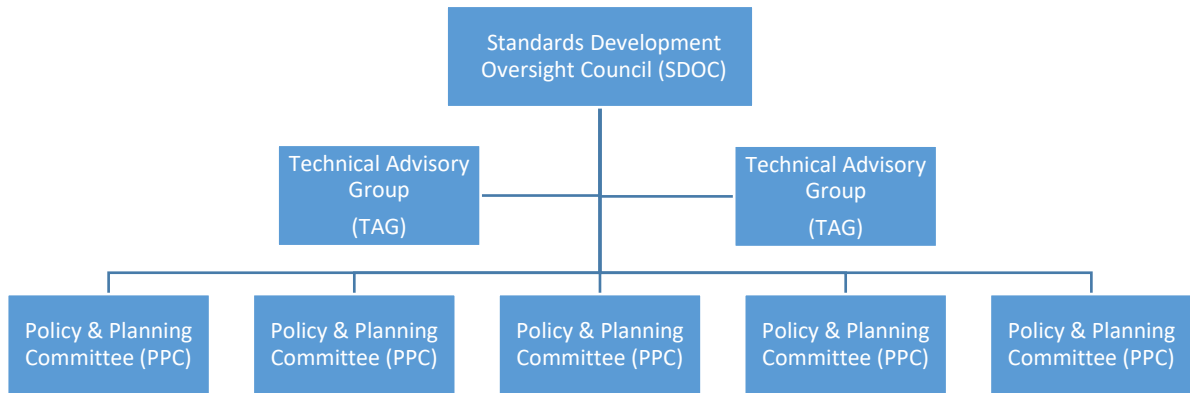 Standards Development
Oversight Council (SDOC)
Technical Advisory
Group
(TAG)
Technical Advisory
Group
(TAG)
Policy & Planning
Committee (PPC)
Policy & Planning
Committee (PPC)
Policy & Planning
Committee (PPC)
Policy & Planning
Committee (PPC)
Policy & Planning
Committee (PPC)